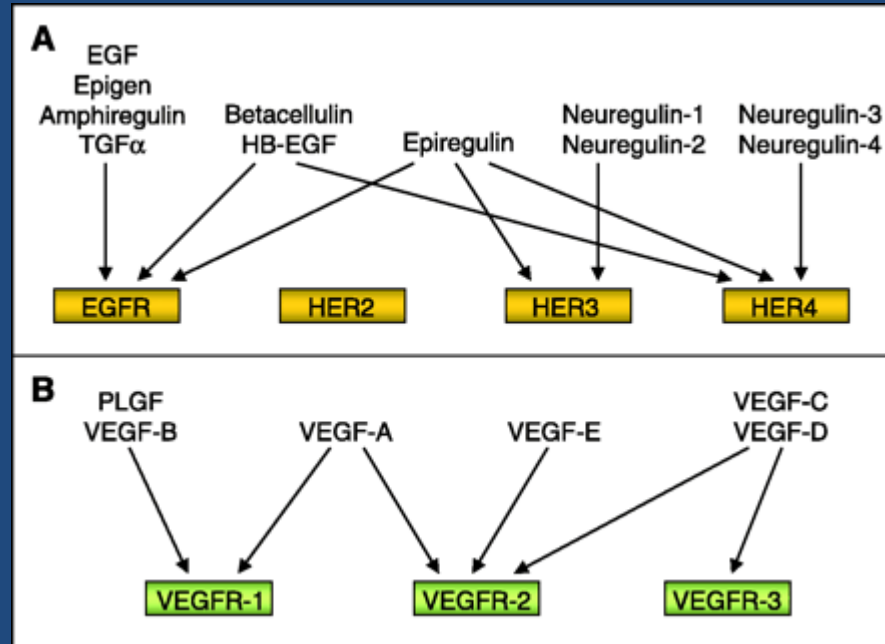 A
EGF
Epigen
Amphiregulin
TGFα
Betacellulin
HB-EGF
Epiregulin
Neuregulin-1
Neuregulin-2
Neuregulin-3
Neuregulin-4
EGFR
HER2
HER3
HER4
B
PLGF
VEGF-B
VEGF-A
VEGF-E
VEGF-C
VEGF-D
VEGFR-1
VEGFR-2
VEGFR-3